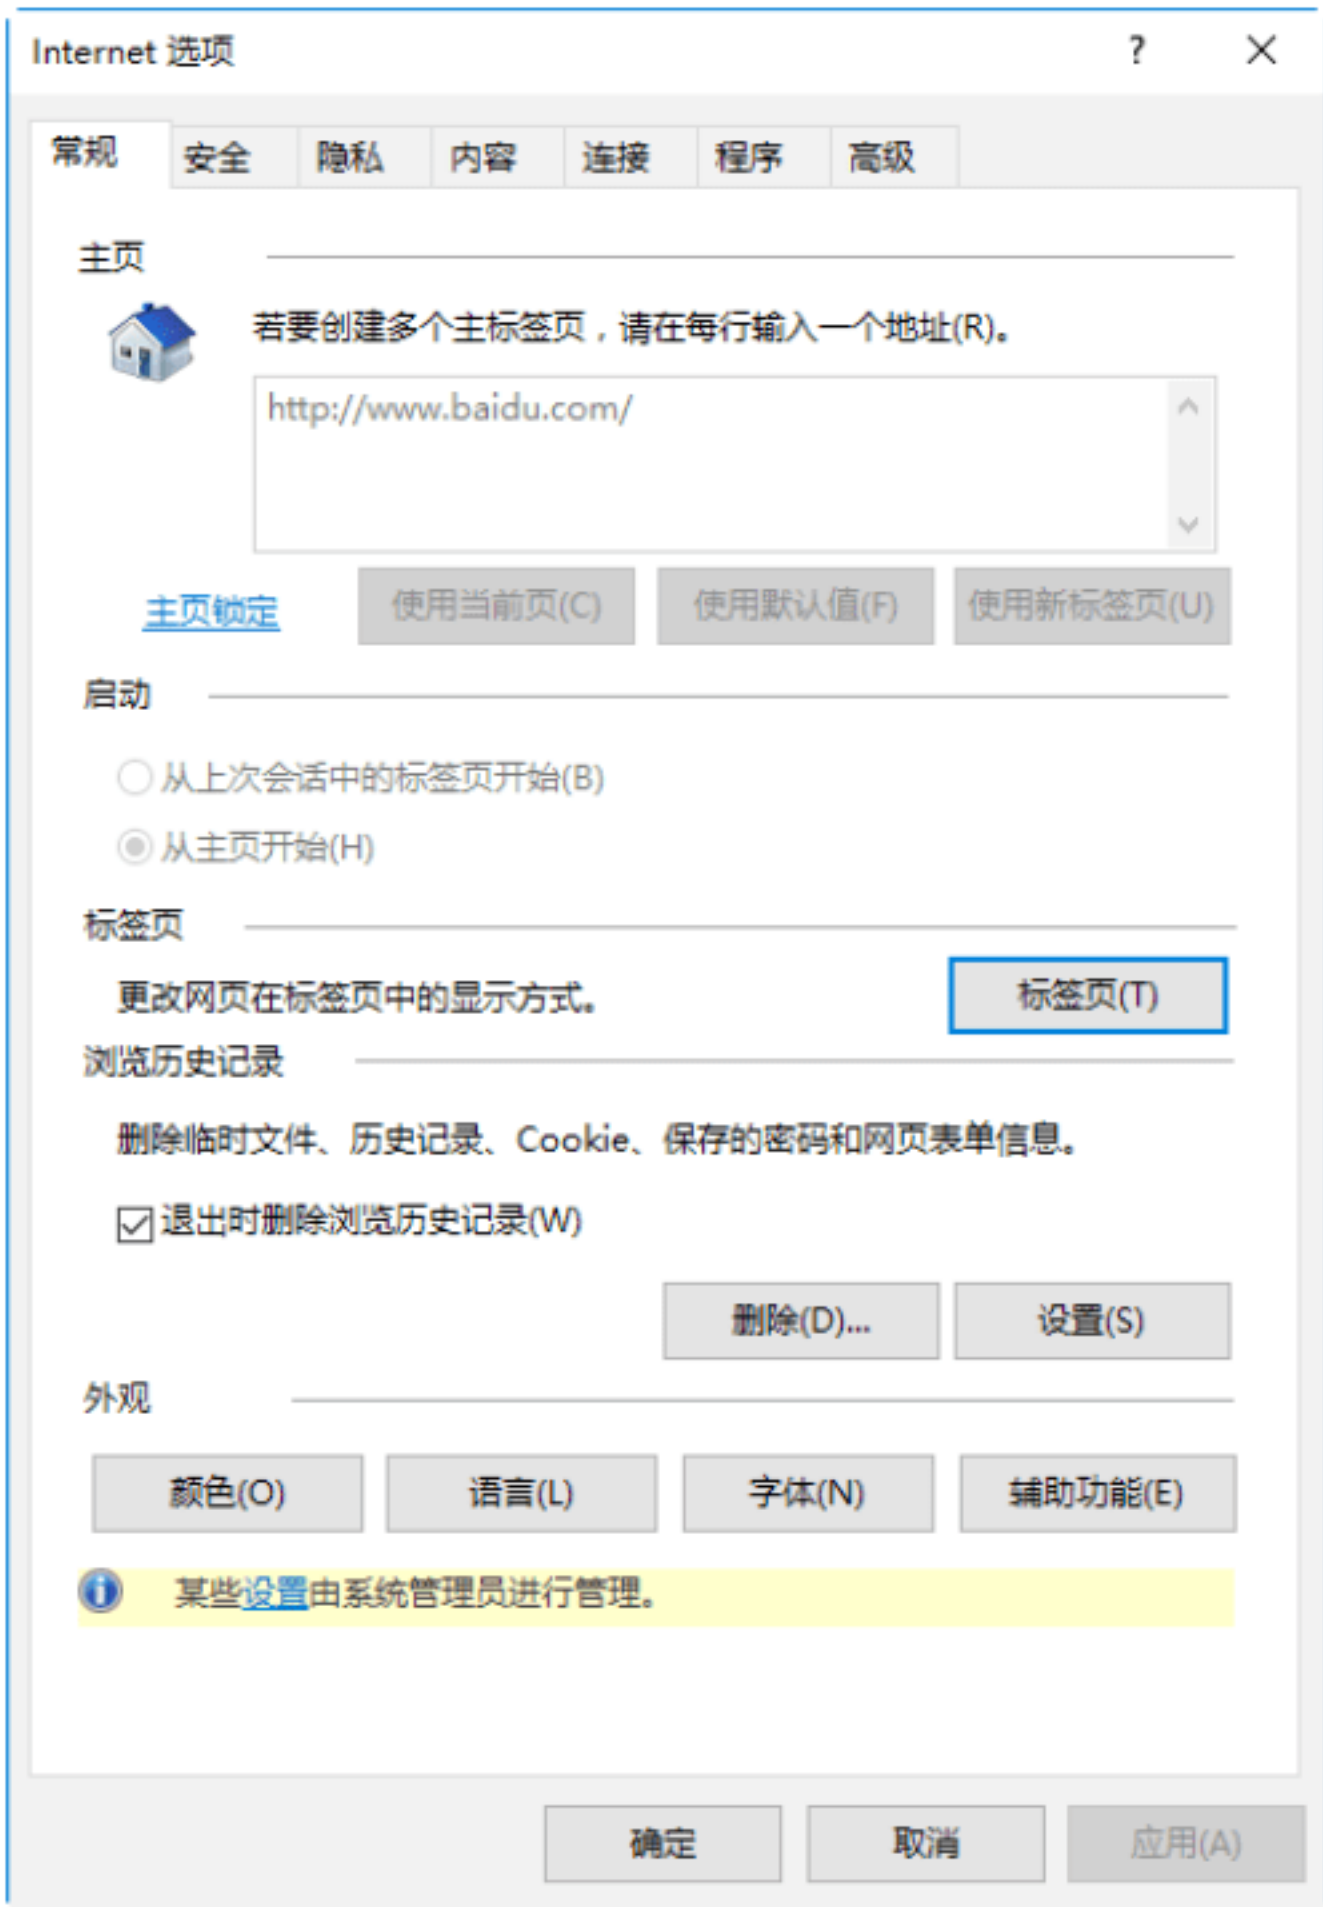 Internet 选项
?
常规 安全 隐私 内容 连接 程序 高级
主页
若要创建多个主标签页，请在每行输入一个地址(R)。
http://www.baidu.com/
主页锁定 使用当前页(C) 使用默认值(F) 使用新标签页(U)
启动
从上次会话中的标签页开始(B)
从主页开始(H)
标签页
更改网页在标签页中的显示方式。 标签页(T)
浏览历史记录
删除临时文件、历史记录、Cookie、保存的密码和网页表单信息。
退出时删除浏览历史记录(W)
删除(D)... 设置(S)
外观
颜色(O) 语言(L) 字体(N) 辅助功能(E)
某些设置由系统管理员进行管理。
确定 取消 应用(A)